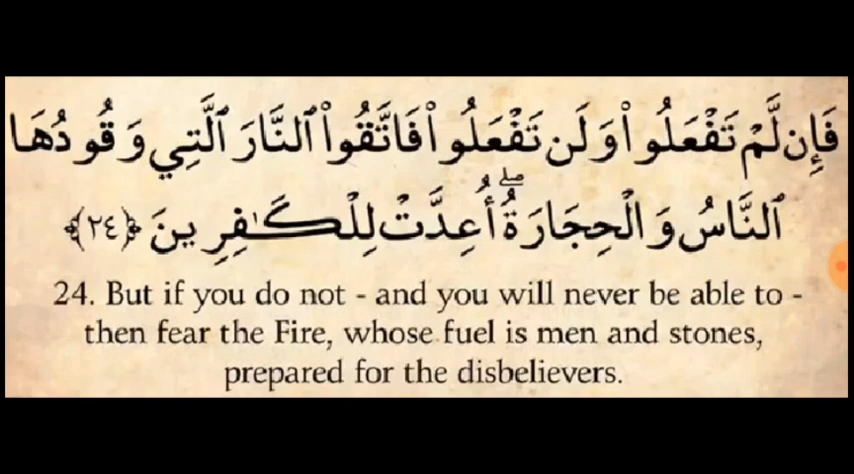 فَإِن لَّمْ تَفْعَلُوا۟ وَلَن تَفْعَلُوا۟ فَاتَّقُوا۟ ٱلنَّارَ ٱلَّتِي وَقُودُهَا
ٱلنَّاسُ وَالْحِجَارَةُ ۖ أُعِدَّتْ لِلْكَـٰفِرِينَ ﴿٢٤﴾
24. But if you do not - and you will never be able to -
then fear the Fire, whose fuel is men and stones,
prepared for the disbelievers.